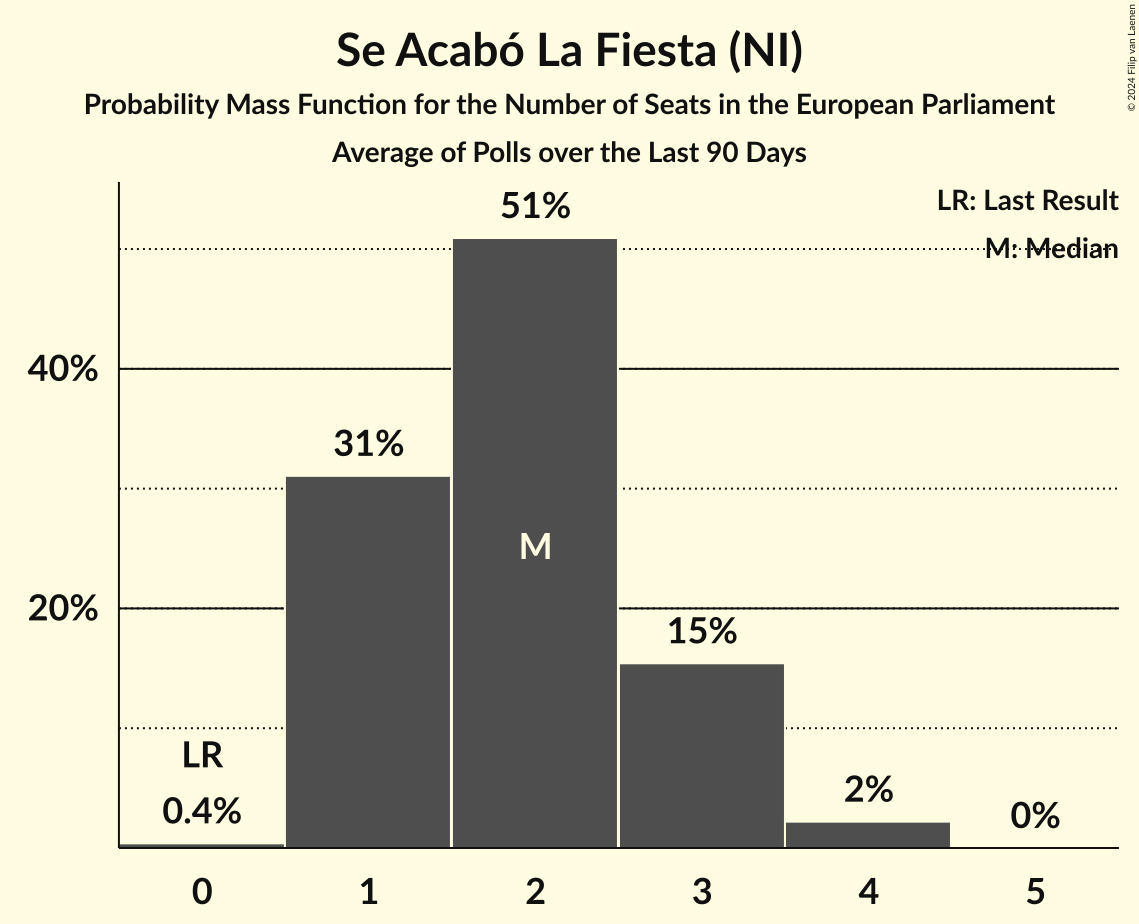 Se Acabó La Fiesta (NI)
Probability Mass Function for the Number of Seats in the European Parliament
Average of Polls over the Last 90 Days
© 2024 Filip van Laenen
LR: Last Result
M: Median
51%
40%
31%
M
20%
15%
LR
0.4%
2%
0%
0 1 2 3 4 5